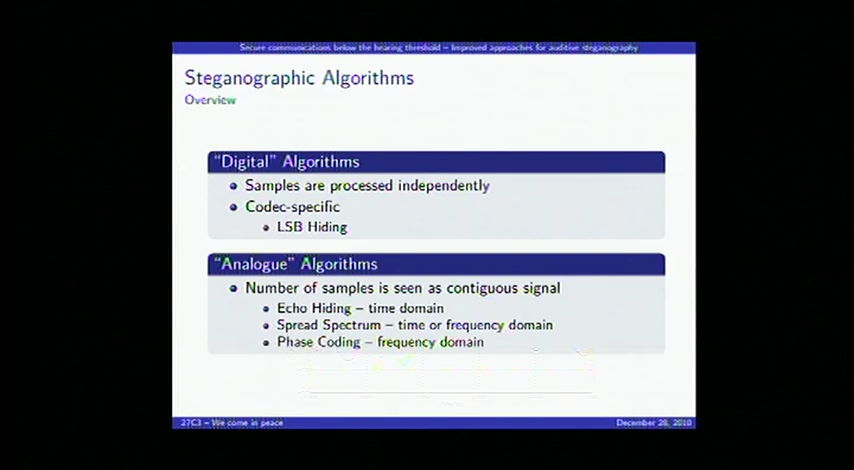 Secure communications below the hearing threshold – Improved approaches for auditive steganography
Steganographic Algorithms
Overview
“Digital” Algorithms
Samples are processed independently
Codec-specific
LSB Hiding
“Analogue” Algorithms
Number of samples is seen as contiguous signal
Echo Hiding – time domain
Spread Spectrum – time or frequency domain
Phase Coding – frequency domain
27C3 – We come in peace
December 28, 2010